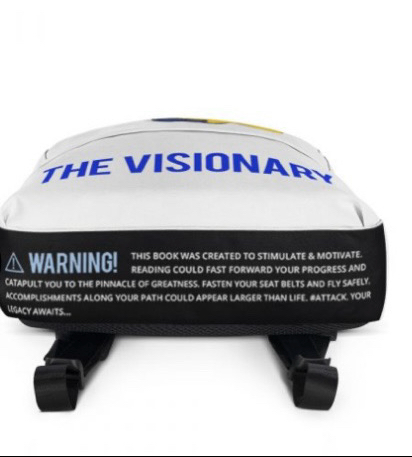 THE VISIONARY
⚠ WARNING! THIS BOOK WAS CREATED TO STIMULATE & MOTIVATE.
READING COULD FAST FORWARD YOUR PROGRESS AND
CATAPULT YOU TO THE PINNACLE OF GREATNESS. FASTEN YOUR SEAT BELTS AND FLY SAFELY.
ACCOMPLISHMENTS ALONG YOUR PATH COULD APPEAR LARGER THAN LIFE. #ATTACK. YOUR
LEGACY AWAITS...